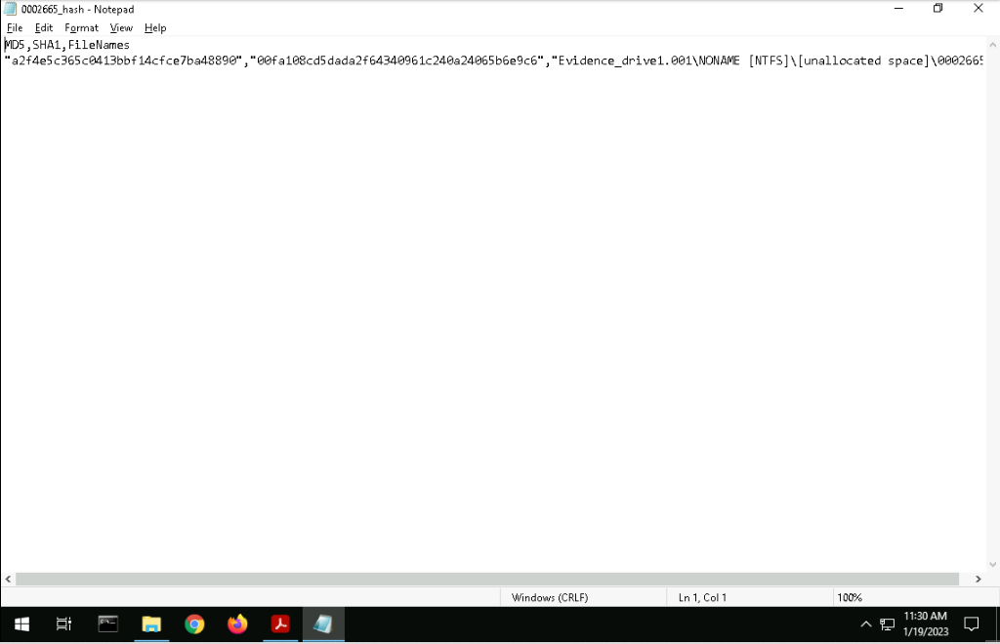 0002665_hash - Notepad
File Edit Format View Help
MD5,SHA1,FileNames
"a2f4e5c365c0413bbf14cfce7ba48890","00fa108cd5dada2f64340961c240a24065b6e9c6","Evidence_drive1.001\NONAME [NTFS]\[unallocated space]\0002665
Windows (CRLF) Ln 1, Col 1 100%
11:30 AM
1/19/2023